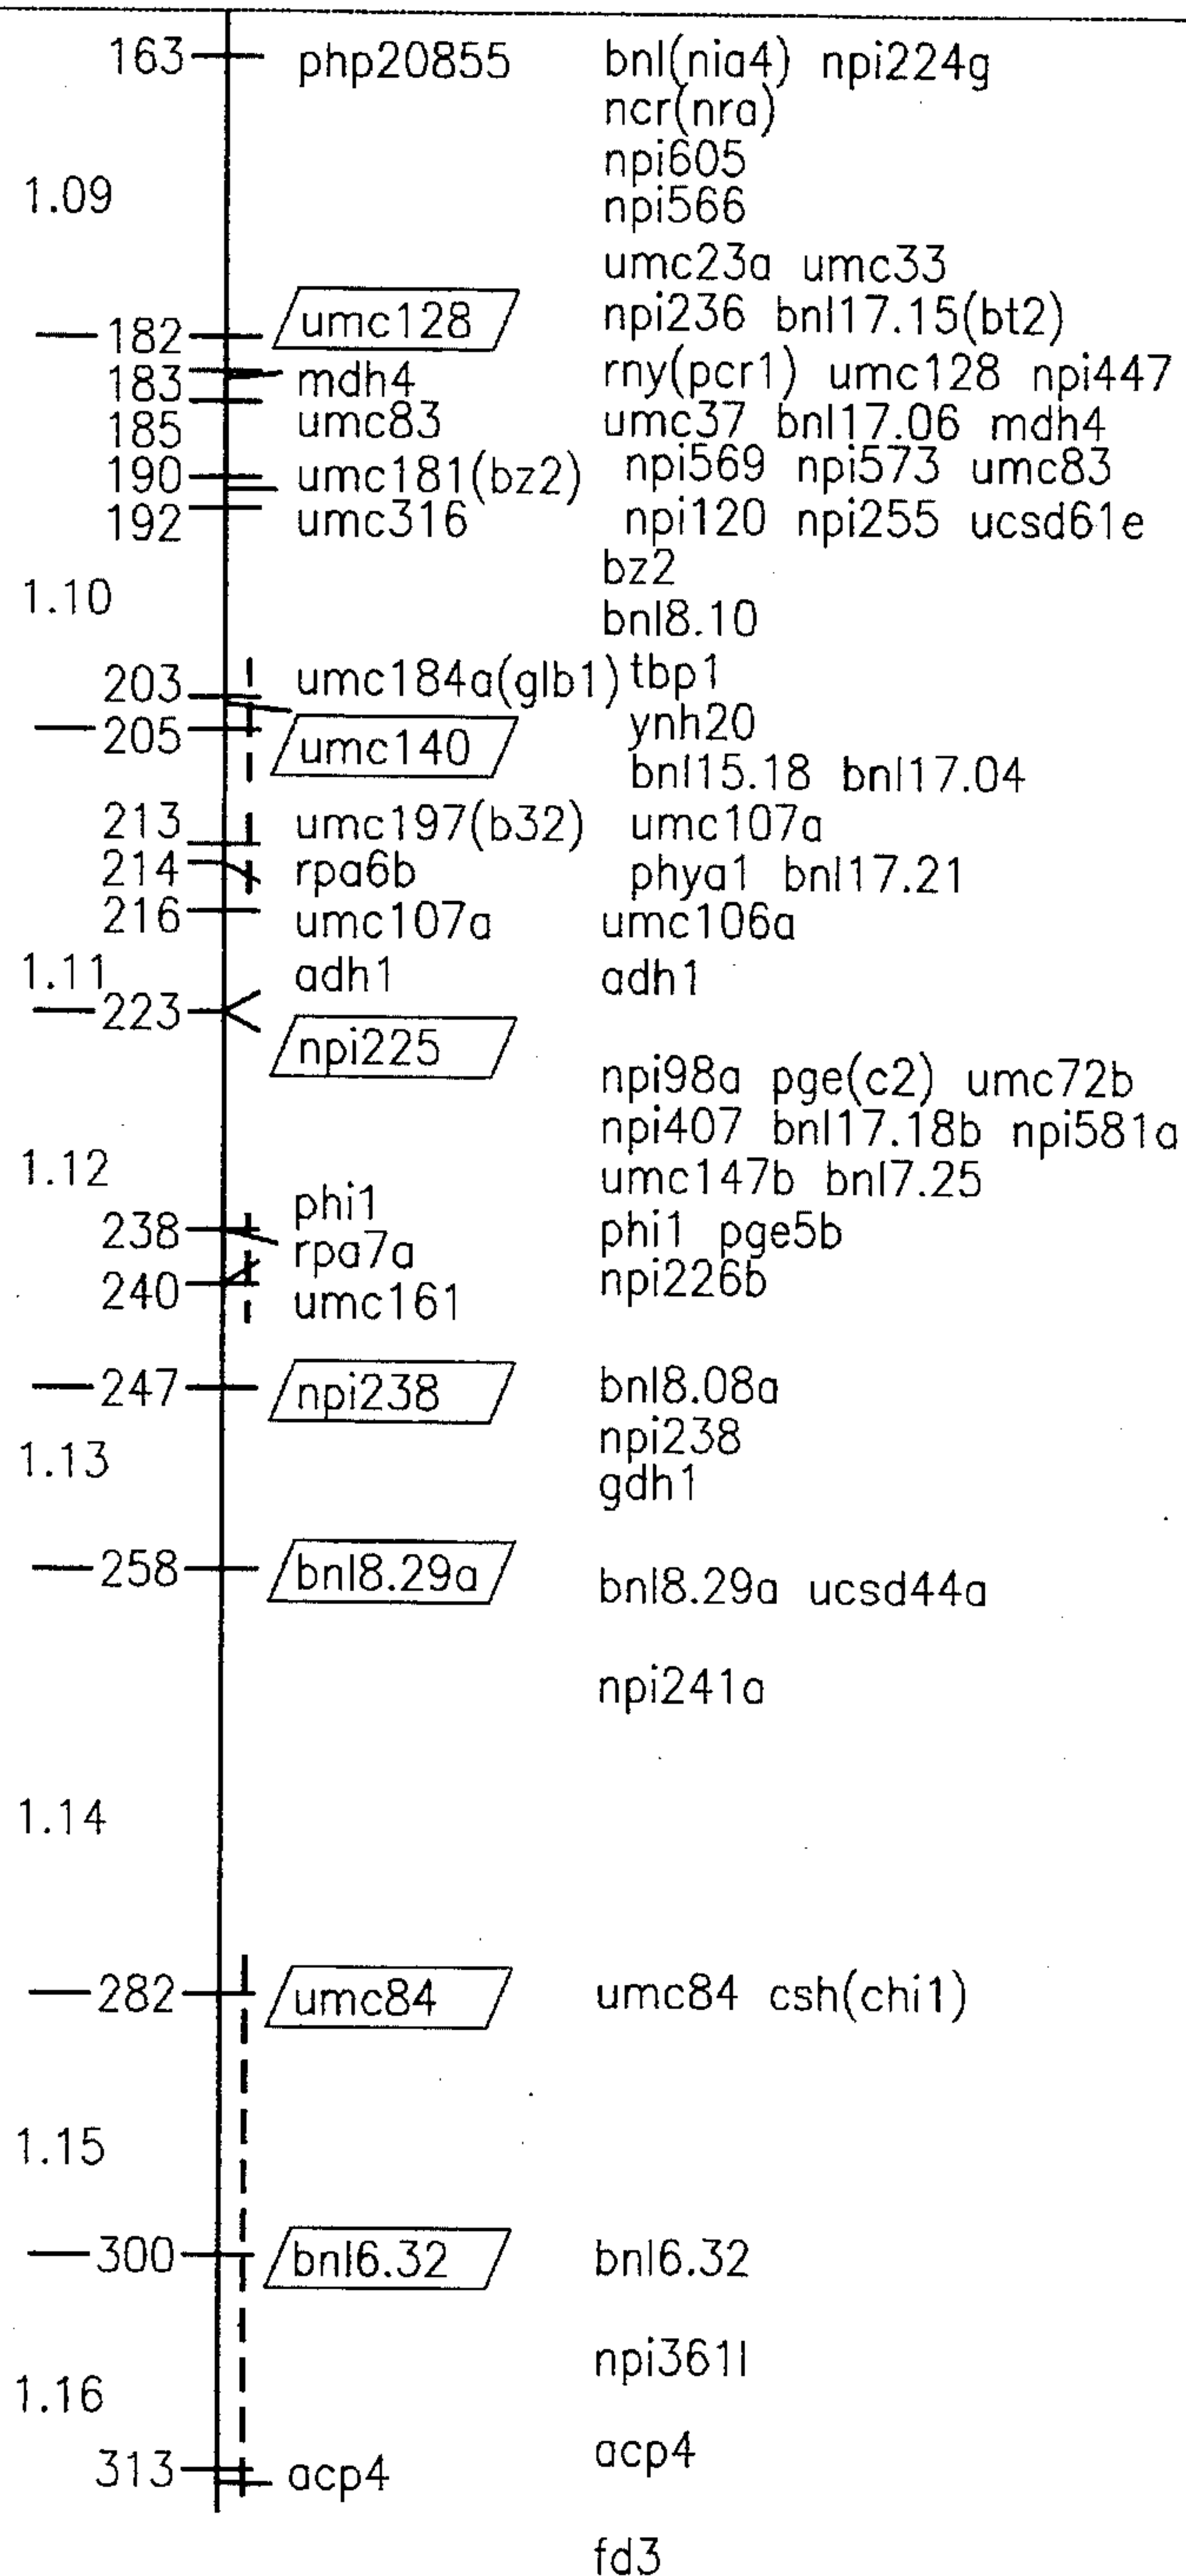 163 php20855 bnl(nia4) npi224g
ncr(nra)
npi605
1.09
npi566
umc23a umc33
182 umc128 npi236 bnl17.15(bt2)
183 mdh4 rny(pcr1) umc128 npi447
185 umc83 umc37 bnl17.06 mdh4
190 umc181(bz2) npi569 npi573 umc83
192 umc316 npi120 npi255 ucsd61e
bz2
1.10
bnl8.10
203 umc184a(glb1) tbp1
205 umc140 ynh20
bnl15.18 bnl17.04
213 umc197(b32) umc107a
214 rpa6b phya1 bnl17.21
216 umc107a umc106a
1.11 adh1 adh1
223
npi225
npi98a pge(c2) umc72b
npi407 bnl17.18b npi581a
1.12 umc147b bnl7.25
phi1
238 phi1 pge5b
rpa7a
240 umc161 npi226b
247 npi238 bnl8.08a
npi238
1.13
gdh1
258 bnl8.29a bnl8.29a ucsd44a
npi241a
1.14
282 umc84 umc84 csh(chi1)
1.15
300 bnl6.32 bnl6.32
npi361l
1.16
acp4
313 acp4
fd3